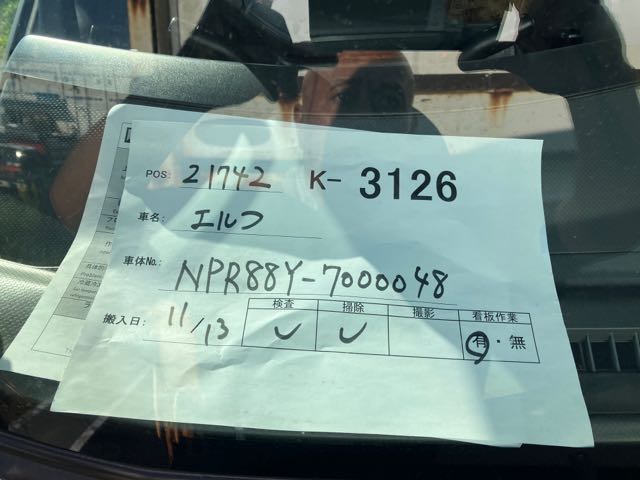 POS: 21742 K- 3126
車名: エルフ
車体No. NPR88Y-7000048
搬入日: 11/13
検査 掃除 撮影 看板作業
✓ ✓ 有・無